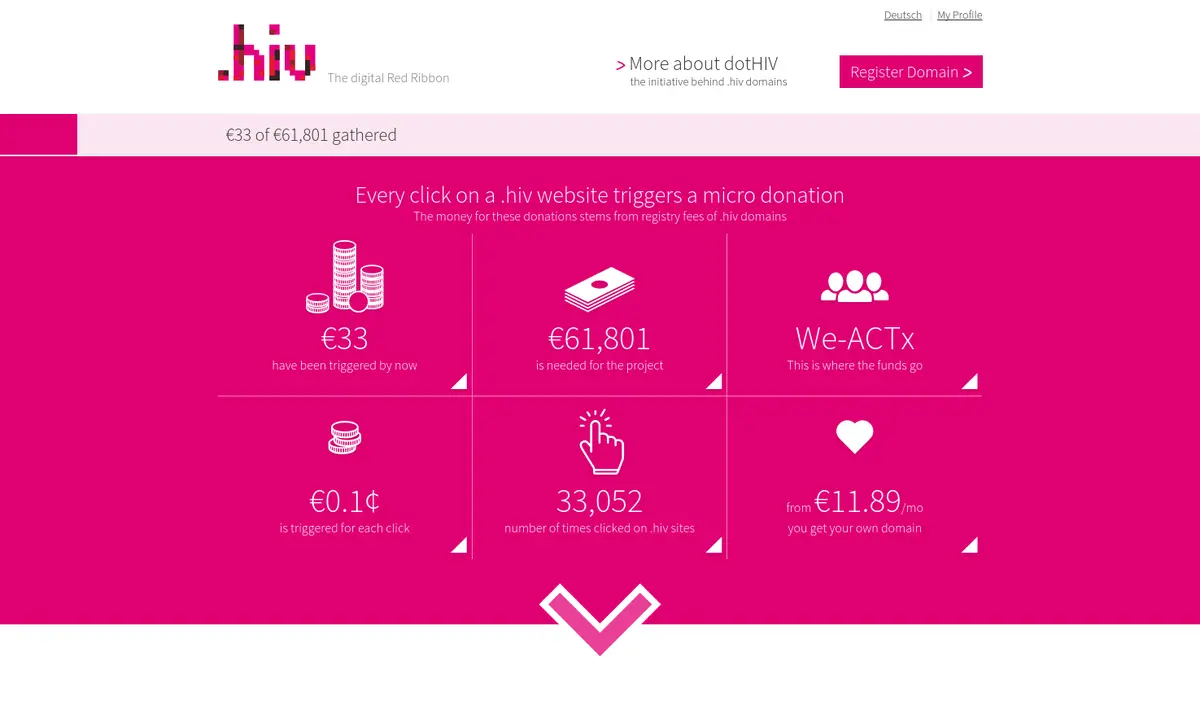 Deutsch
My Profile
.hiv
The digital Red Ribbon
> More about dotHIV
the initiative behind .hiv domains
Register Domain >
€33 of €61,801 gathered
Every click on a .hiv website triggers a micro donation
The money for these donations stems from registry fees of .hiv domains
€33
have been triggered by now
€61,801
is needed for the project
We-ACTx
This is where the funds go
€0.1¢
is triggered for each click
33,052
number of times clicked on .hiv sites
from €11.89/mo
you get your own domain